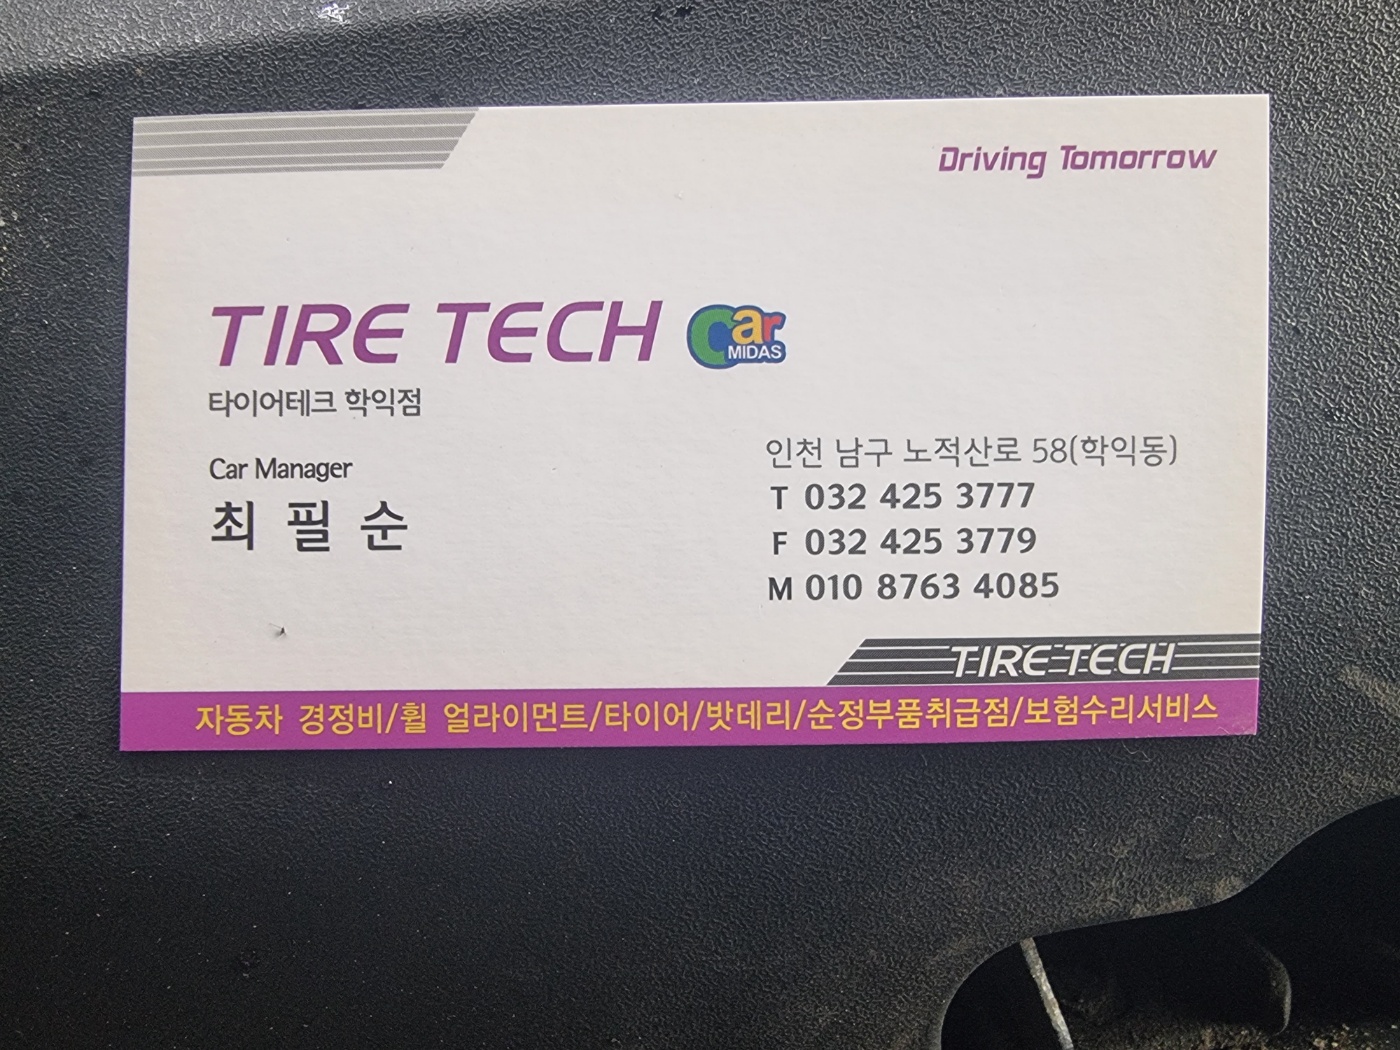 Driving Tomorrow
TIRE TECH Car MIDAS
타이어테크 학익점
Car Manager
최 필 순
인천 남구 노적산로 58(학익동)
T 032 425 3777
F 032 425 3779
M 010 8763 4085
TIRE TECH
자동차 경정비/휠 얼라이먼트/타이어/밧데리/순정부품취급점/보험수리서비스